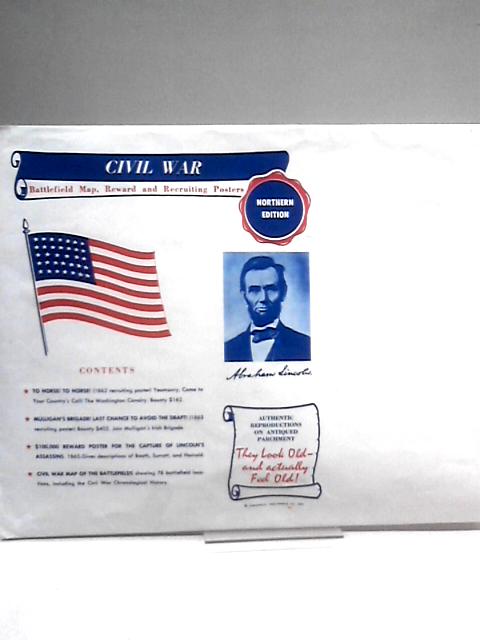 CIVIL WAR
Battlefield Map, Reward and Recruiting Posters
NORTHERN
EDITION
Abraham Lincoln
CONTENTS
TO HORSE! TO HORSE! (1862 recruiting poster) Yeomanry, Come to
Your Country's Call! The Washington Cavalry. Bounty $162.
MULLIGAN'S BRIGADE! LAST CHANCE TO AVOID THE DRAFT! (1863
recruiting poster) Bounty $402. Join Mulligan's Irish Brigade.
$100,000 REWARD POSTER FOR THE CAPTURE OF LINCOLN'S
ASSASSINS. 1865. Gives descriptions of Booth, Surratt, and Herold.
CIVIL WAR MAP OF THE BATTLEFIELDS showing 78 battlefield loca-
tions, including the Civil War Chronological History.
AUTHENTIC
REPRODUCTIONS
ON ANTIQUED
PARCHMENT
They Look Old—
and actually
Feel Old!